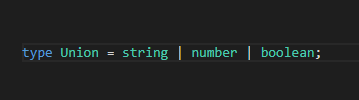 type Union = string | number | boolean;